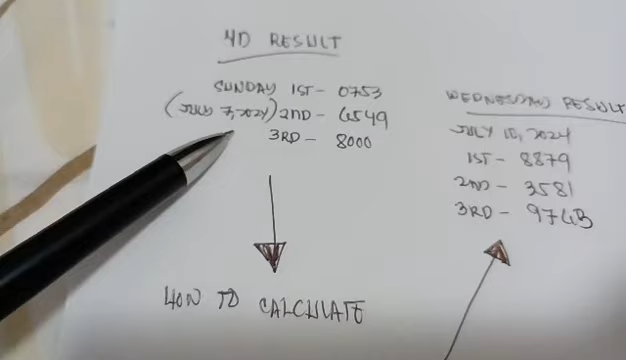 4D RESULT
SUNDAY 1ST - 0753
(JULY 7, 2024) 2ND - 6549
3RD - 8000
HOW TO CALCULATE
WEDNESDAY RESULT
JULY 10, 2024
1ST - 8879
2ND - 3581
3RD - 9743